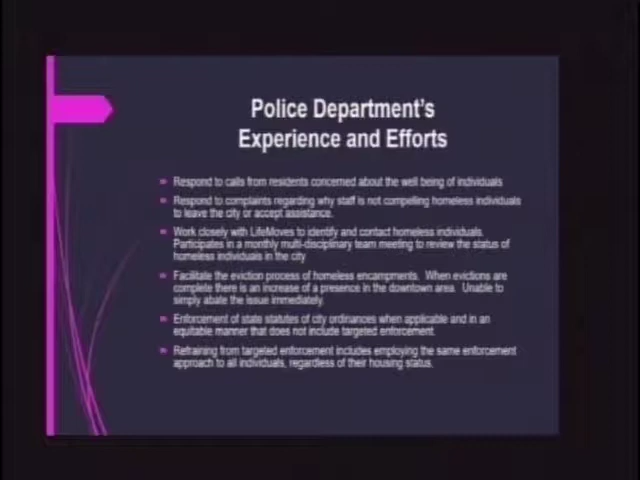 Police Department's
Experience and Efforts
Respond to calls from residents concerned about the well being of individuals
Respond to complaints regarding why staff is not compelling homeless individuals
to leave the city or accept assistance.
Work closely with LifeMoves to identify and contact homeless individuals.
Participates in a monthly multi-disciplinary team meeting to review the status of
homeless individuals in the city
Facilitate the eviction process of homeless encampments. When evictions are
complete there is an increase of a presence in the downtown area. Unable to
simply abate the issue immediately.
Enforcement of state statutes of city ordinances when applicable and in an
equitable manner that does not include targeted enforcement.
Refraining from targeted enforcement includes employing the same enforcement
approach to all individuals, regardless of their housing status.